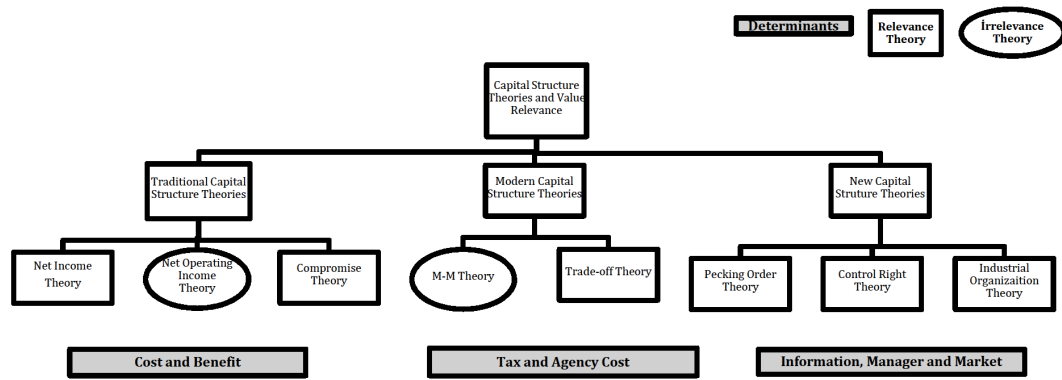 Determinants
Relevance
Theory
İrrelevance
Theory
Capital Structure
Theories and Value
Relevance
Traditional Capital
Structure Theories
Modern Capital
Structure Theories
New Capital
Struture Theories
Net Income
Theory
Net Operating
Income
Theory
Compromise
Theory
M-M Theory
Trade-off Theory
Pecking Order
Theory
Control Right
Theory
Industrial
Organizaition
Theory
Cost and Benefit
Tax and Agency Cost
Information, Manager and Market